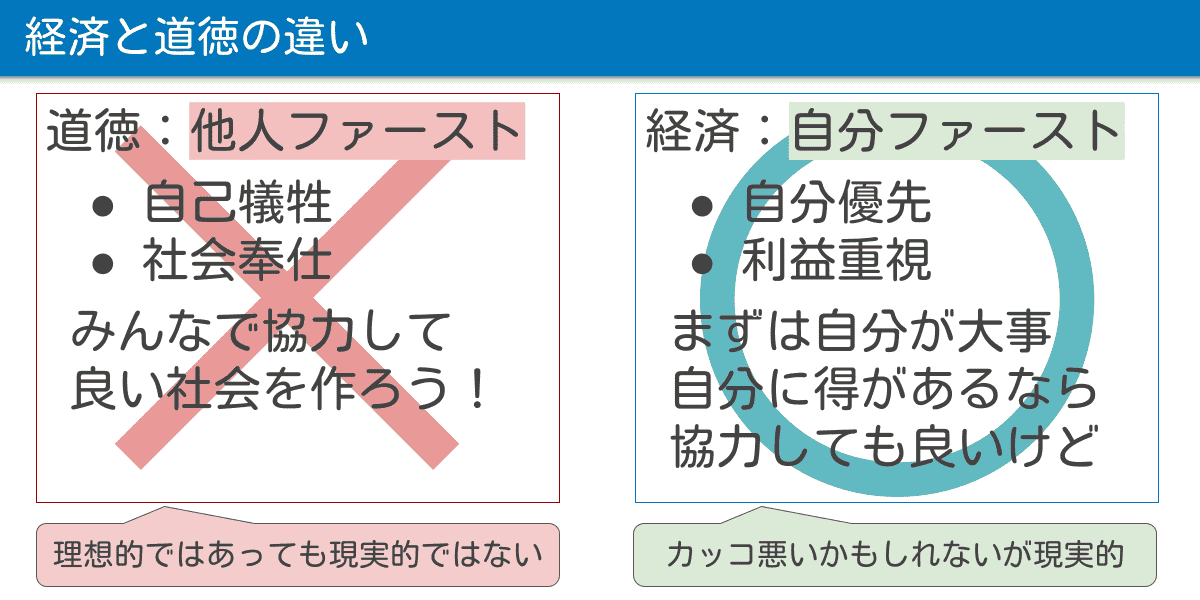 経済と道徳の違い
道徳：他人ファースト
● 自己犠牲
● 社会奉仕
みんなで協力して
良い社会を作ろう！
理想的ではあっても現実的ではない
経済：自分ファースト
● 自分優先
● 利益重視
まずは自分が大事
自分に得があるなら
協力しても良いけど
カッコ悪いかもしれないが現実的